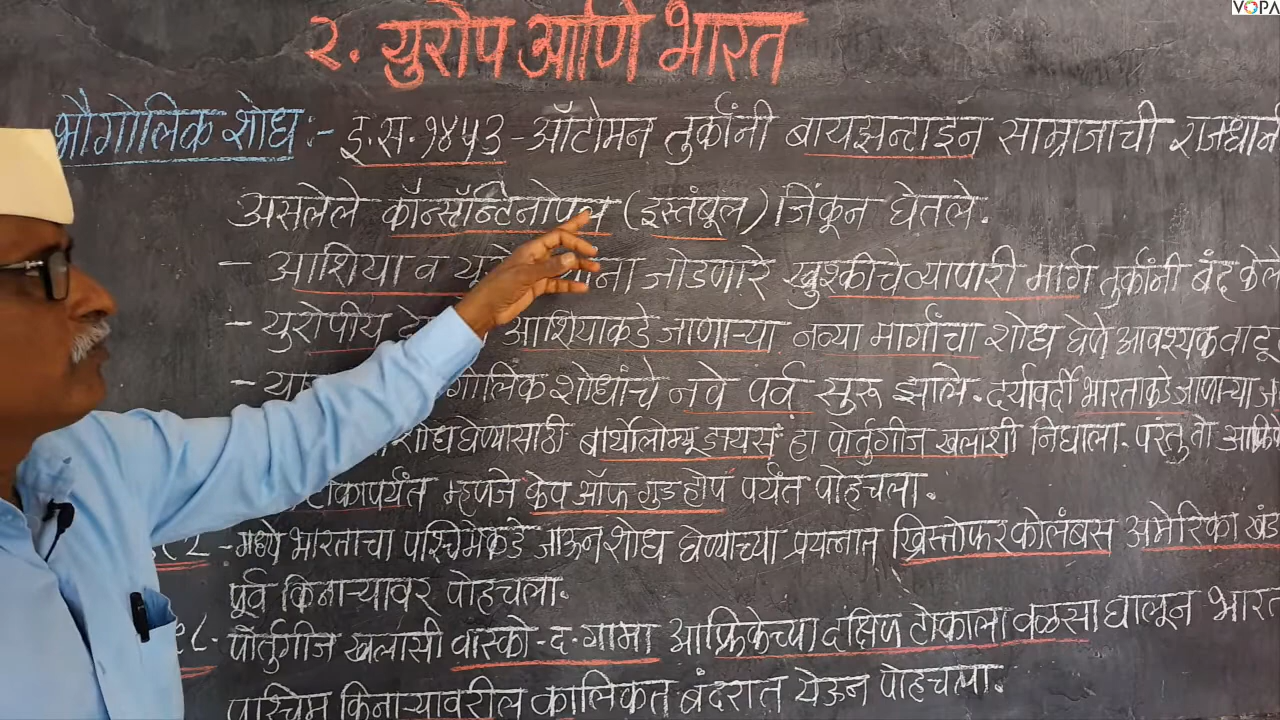 VOPA
२. युरोप आणि भारत
भौगोलिक शोध :- इ.स. १४५३ - ऑटोमन तुर्कांनी बायझन्टाइन साम्राजाची राजधानी
असलेले कॉन्स्टॉन्टिनोपल (इस्तंबूल) जिंकून घेतले.
- आशिया व यू ना जोडणारे खुश्कीचे व्यापारी मार्ग तुर्कांनी बंद केले
- युरोपीय आशियाकडे जाणाऱ्या नव्या मार्गांचा शोध घेणे आवश्यक वाटू
- शोधांचे नवे पर्व सुरू झाले. दर्यावर्दी भारताकडे जाणाऱ्या
शोध घेण्यासाठी बार्थोलोम्यू डायस हा पोर्तुगीज खलाशी निघाला. परंतु तो
म्हणजे केप ऑफ गुड होप पर्यंत पोहचला.
- मध्ये भारताचा पश्चिमेकडे जाऊन शोध घेण्याच्या प्रयत्नात ख्रिस्तोफर कोलंबस अमेरिका खंड
पूर्व किनाऱ्यावर पोहचला.
- पोर्तुगीज खलासी वास्को-द-गामा आफ्रिकेच्या दक्षिण टोकाला वळसा घालून भारत
पश्चिम किनाऱ्यावरील कालिकत बंदरात येऊन पोहचला.